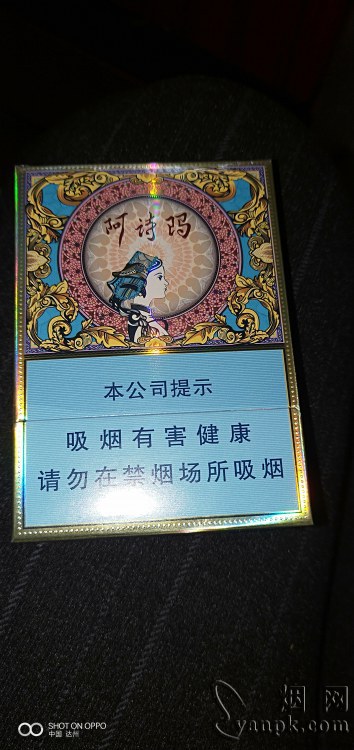 阿诗玛
本公司提示
吸烟有害健康
请勿在禁烟场所吸烟
烟网
yanpk.com
SHOT ON OPPO
中国 达州